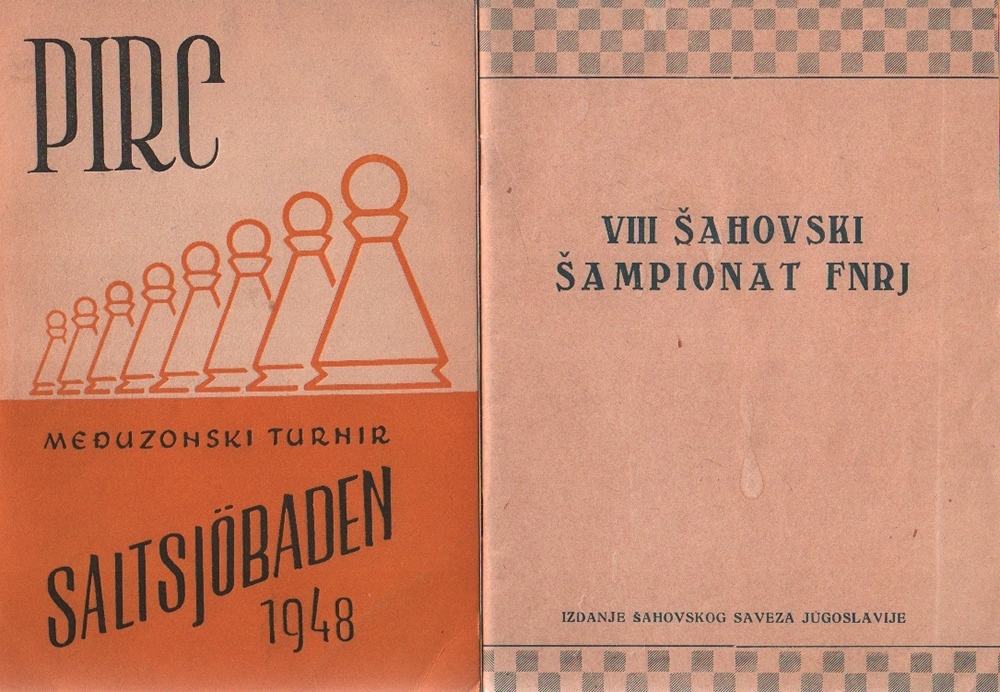 PIRC
MEĐUZONSKI TURNIR
SALTSJÖBADEN
1948
VIII ŠAHOVSKI
ŠAMPIONAT FNRJ
IZDANJE ŠAHOVSKOG SAVEZA JUGOSLAVIJE